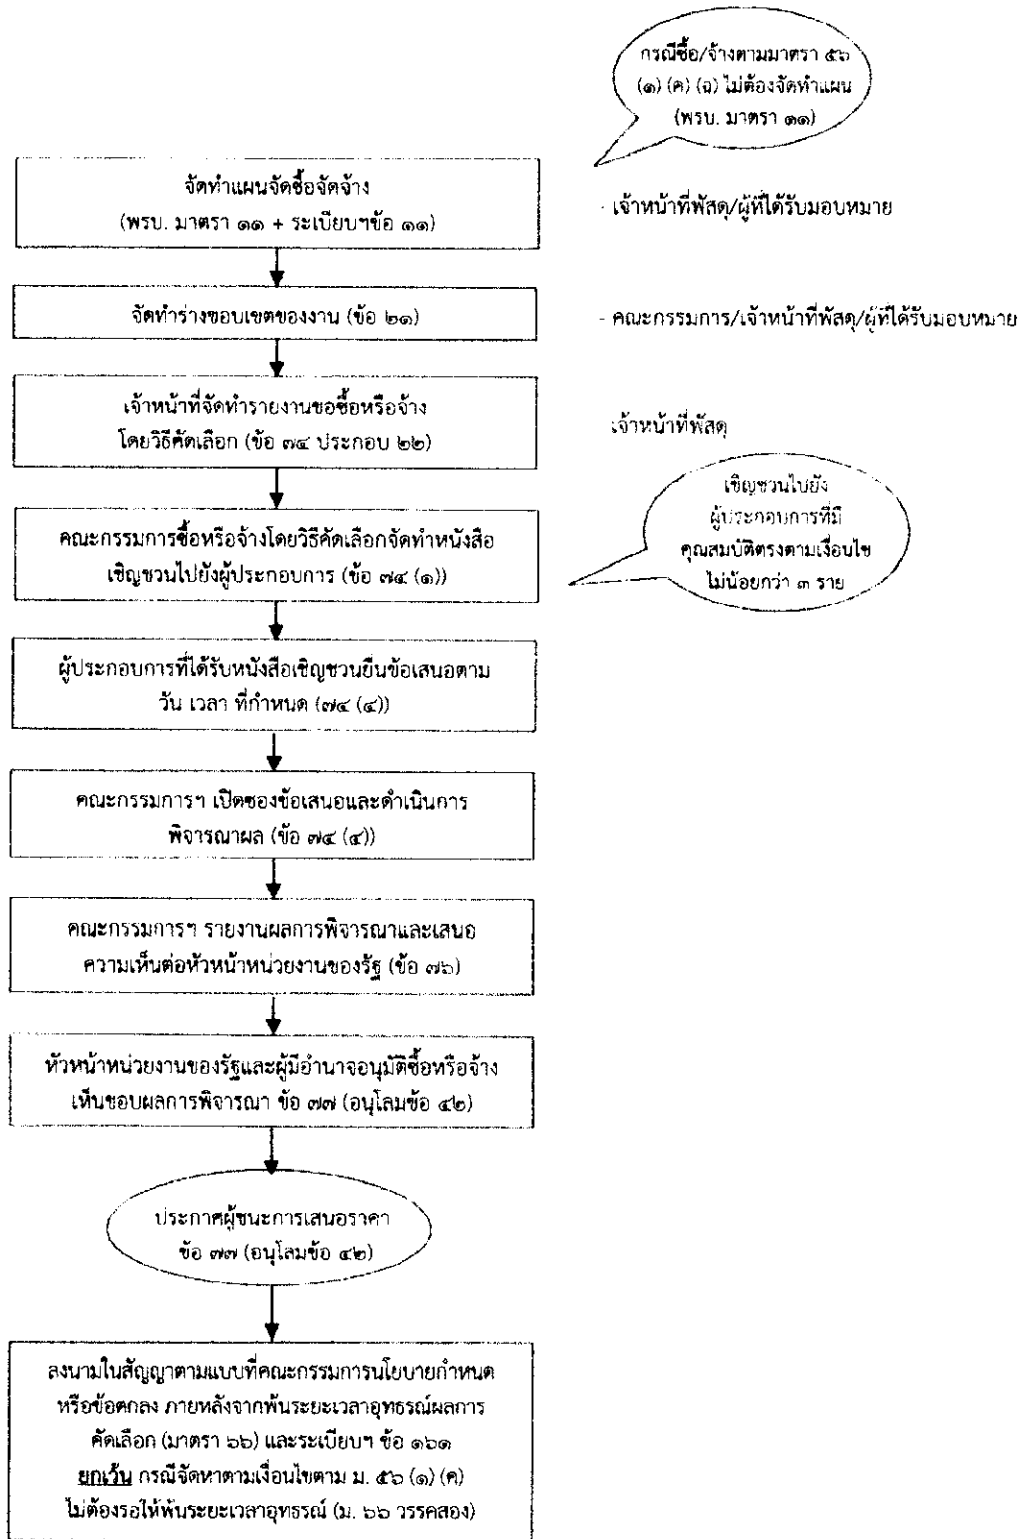 กรณีซื้อ/จ้างตามมาตรา ๕๖
(๑) (ค) (ฉ) ไม่ต้องจัดทำแผน
(พรบ. มาตรา ๑๑)
จัดทำแผนจัดซื้อจัดจ้าง
(พรบ. มาตรา ๑๑ + ระเบียบฯข้อ ๑๑)
- เจ้าหน้าที่พัสดุ/ผู้ที่ได้รับมอบหมาย
จัดทำร่างขอบเขตของงาน (ข้อ ๒๑)
- คณะกรรมการ/เจ้าหน้าที่พัสดุ/ผู้ที่ได้รับมอบหมาย
เจ้าหน้าที่จัดทำรายงานขอซื้อหรือจ้าง
โดยวิธีคัดเลือก (ข้อ ๗๔ ประกอบ ๒๒)
เจ้าหน้าที่พัสดุ
เชิญชวนไปยัง
ผู้ประกอบการที่มี
คุณสมบัติตรงตามเงื่อนไข
ไม่น้อยกว่า ๓ ราย
คณะกรรมการซื้อหรือจ้างโดยวิธีคัดเลือกจัดทำหนังสือ
เชิญชวนไปยังผู้ประกอบการ (ข้อ ๗๔ (๑))
ผู้ประกอบการที่ได้รับหนังสือเชิญชวนยื่นข้อเสนอตาม
วัน เวลา ที่กำหนด (๗๔ (๔))
คณะกรรมการฯ เปิดซองข้อเสนอและดำเนินการ
พิจารณาผล (ข้อ ๗๔ (๔))
คณะกรรมการฯ รายงานผลการพิจารณาและเสนอ
ความเห็นต่อหัวหน้าหน่วยงานของรัฐ (ข้อ ๗๖)
หัวหน้าหน่วยงานของรัฐและผู้มีอำนาจอนุมัติซื้อหรือจ้าง
เห็นชอบผลการพิจารณา ข้อ ๗๗ (อนุโลมข้อ ๔๒)
ประกาศผู้ชนะการเสนอราคา
ข้อ ๗๗ (อนุโลมข้อ ๔๒)
ลงนามในสัญญาตามแบบที่คณะกรรมการนโยบายกำหนด
หรือข้อตกลง ภายหลังจากพ้นระยะเวลาอุทธรณ์ผลการ
คัดเลือก (มาตรา ๖๖) และระเบียบฯ ข้อ ๑๖๑
ยกเว้น กรณีจัดหาตามเงื่อนไขตาม ม. ๕๖ (๑) (ค)
ไม่ต้องรอให้พ้นระยะเวลาอุทธรณ์ (ม. ๖๖ วรรคสอง)